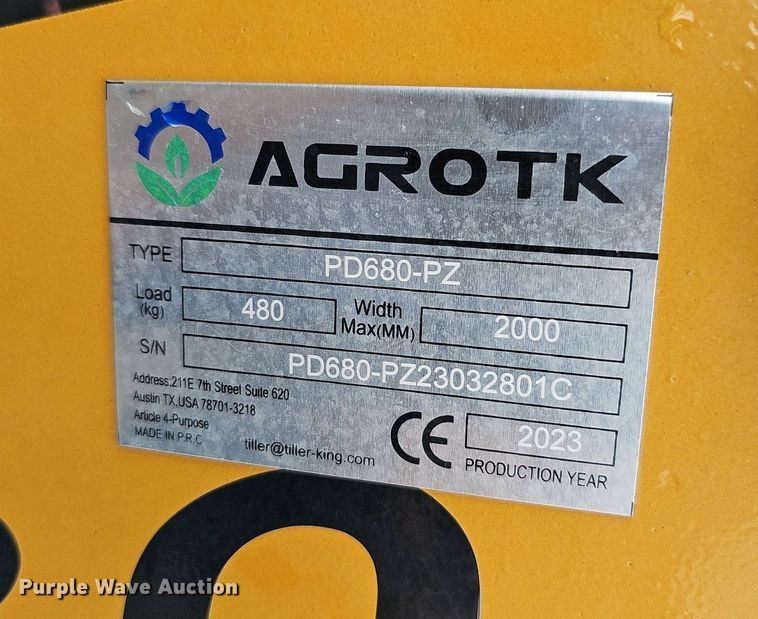 AGROTK
TYPE PD680-PZ
Load (kg) 480 Width Max(MM) 2000
S/N PD680-PZ23032801C
Address:211E 7th Street Suite 620
Austin TX,USA 78701-3218
Article 4-Purpose
MADE IN P.R.C
tiller@tiller-king.com
CE 2023
PRODUCTION YEAR
Purple Wave Auction